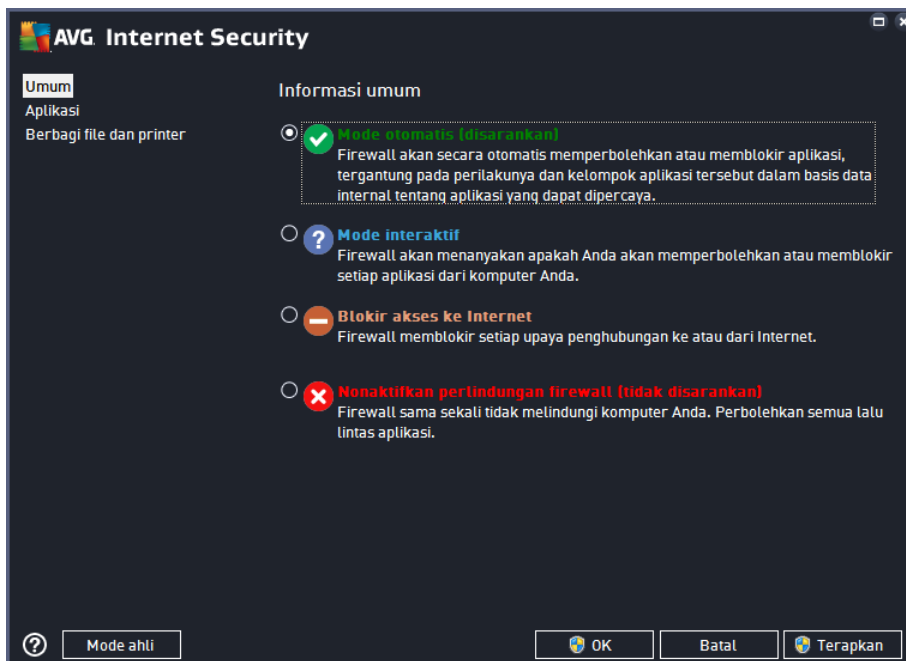 AVG Internet Security
Umum
Aplikasi
Berbagi file dan printer
Informasi umum
Mode otomatis (disarankan)
Firewall akan secara otomatis memperbolehkan atau memblokir aplikasi,
tergantung pada perilakunya dan kelompok aplikasi tersebut dalam basis data
internal tentang aplikasi yang dapat dipercaya.
Mode interaktif
Firewall akan menanyakan apakah Anda akan memperbolehkan atau memblokir
setiap aplikasi dari komputer Anda.
Blokir akses ke Internet
Firewall memblokir setiap upaya penghubungan ke atau dari Internet.
Nonaktifkan perlindungan firewall (tidak disarankan)
Firewall sama sekali tidak melindungi komputer Anda. Perbolehkan semua lalu
lintas aplikasi.
Mode ahli
OK
Batal
Terapkan